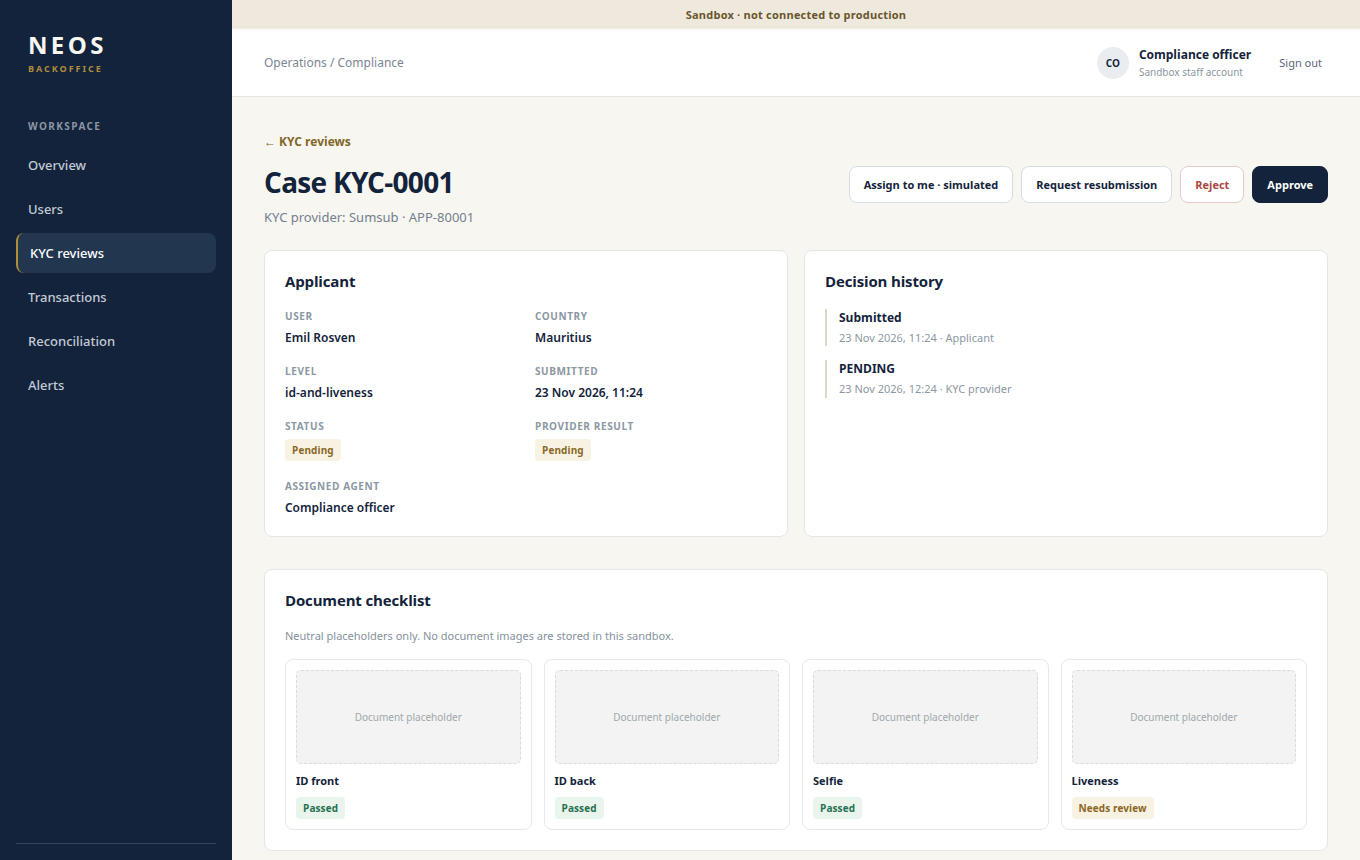 Sandbox · not connected to production
NEOS
BACKOFFICE
WORKSPACE
Overview
Users
KYC reviews
Transactions
Reconciliation
Alerts
Operations / Compliance
CO
Compliance officer
Sandbox staff account
Sign out
← KYC reviews
Case KYC-0001
KYC provider: Sumsub · APP-80001
Assign to me · simulated
Request resubmission
Reject
Approve
Applicant
USER
Emil Rosven
COUNTRY
Mauritius
LEVEL
id-and-liveness
SUBMITTED
23 Nov 2026, 11:24
STATUS
Pending
PROVIDER RESULT
Pending
ASSIGNED AGENT
Compliance officer
Decision history
Submitted
23 Nov 2026, 11:24 · Applicant
PENDING
23 Nov 2026, 12:24 · KYC provider
Document checklist
Neutral placeholders only. No document images are stored in this sandbox.
Document placeholder
ID front
Passed
Document placeholder
ID back
Passed
Document placeholder
Selfie
Passed
Document placeholder
Liveness
Needs review